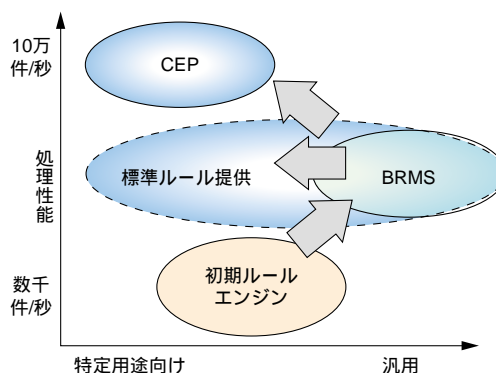 10万
件/秒
CEP
処理性能
標準ルール提供
BRMS
数千
件/秒
初期ルール
エンジン
特定用途向け
汎用